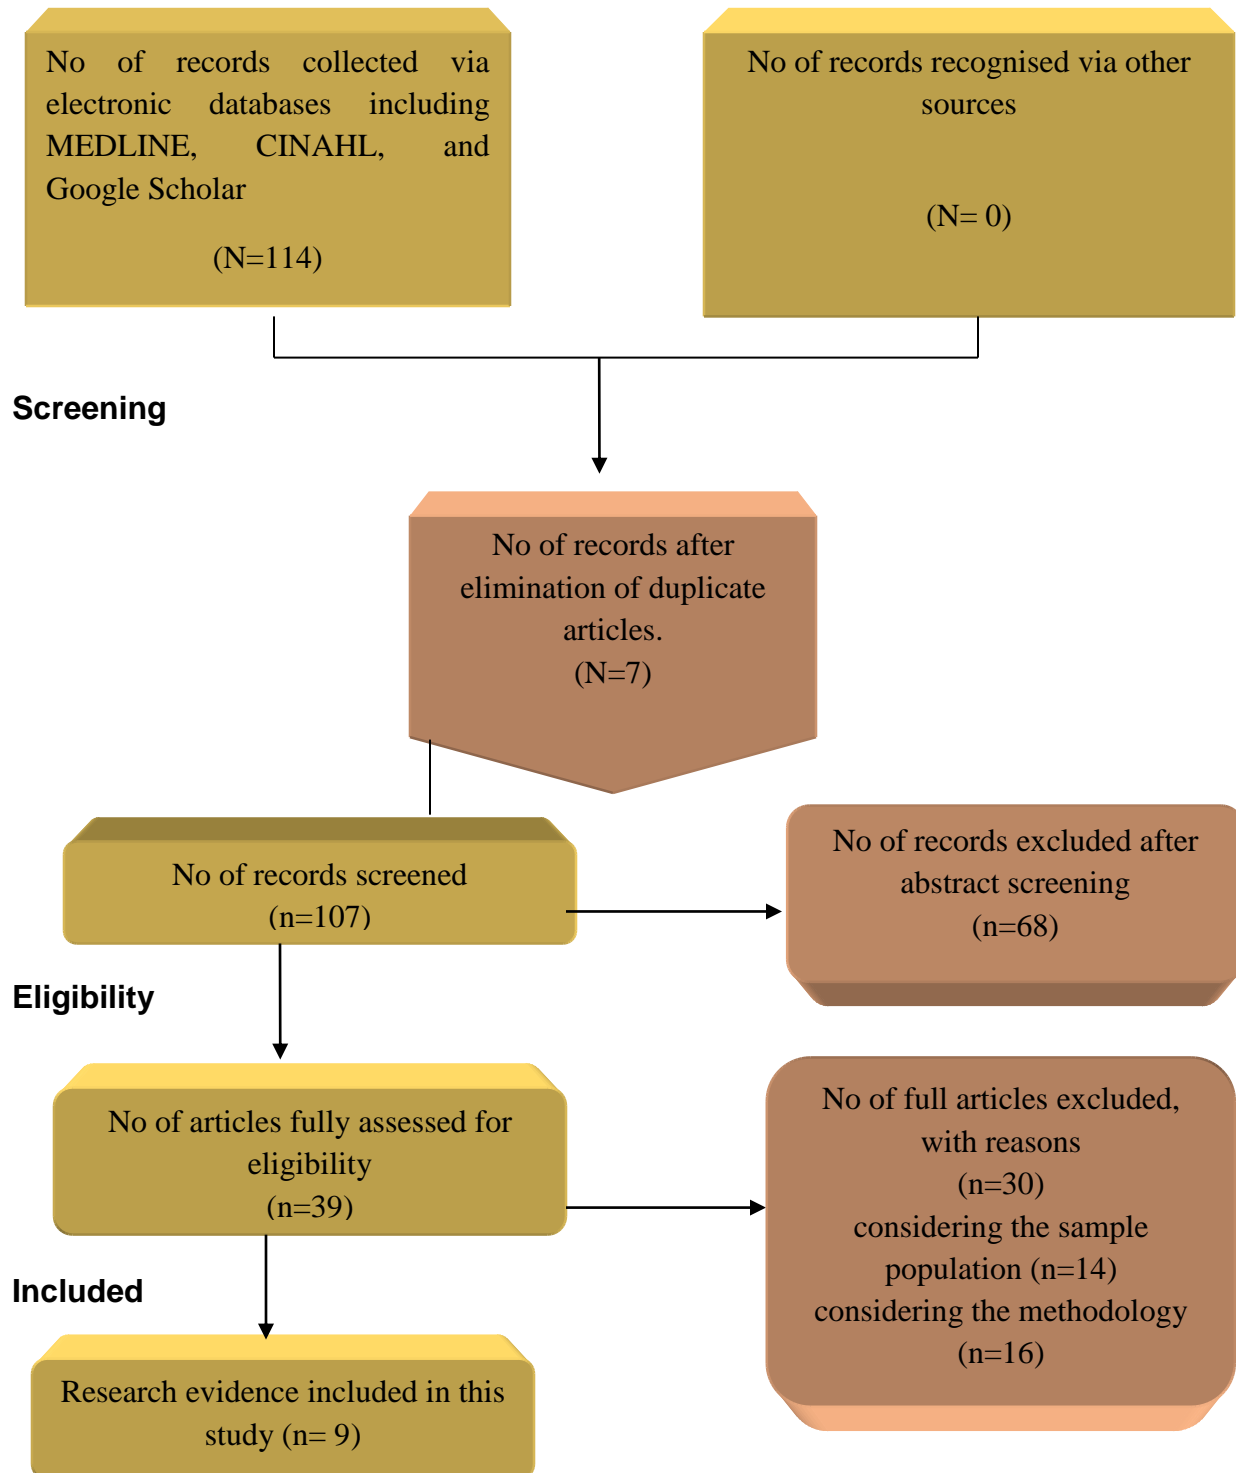 No of records collected via
electronic databases including
MEDLINE, CINAHL, and
Google Scholar
(N=114)
No of records recognised via other
sources
(N= 0)
Screening
No of records after
elimination of duplicate
articles.
(N=7)
No of records screened
(n=107)
No of records excluded after
abstract screening
(n=68)
Eligibility
No of articles fully assessed for
eligibility
(n=39)
No of full articles excluded,
with reasons
(n=30)
considering the sample
population (n=14)
considering the methodology
(n=16)
Included
Research evidence included in this
study (n= 9)